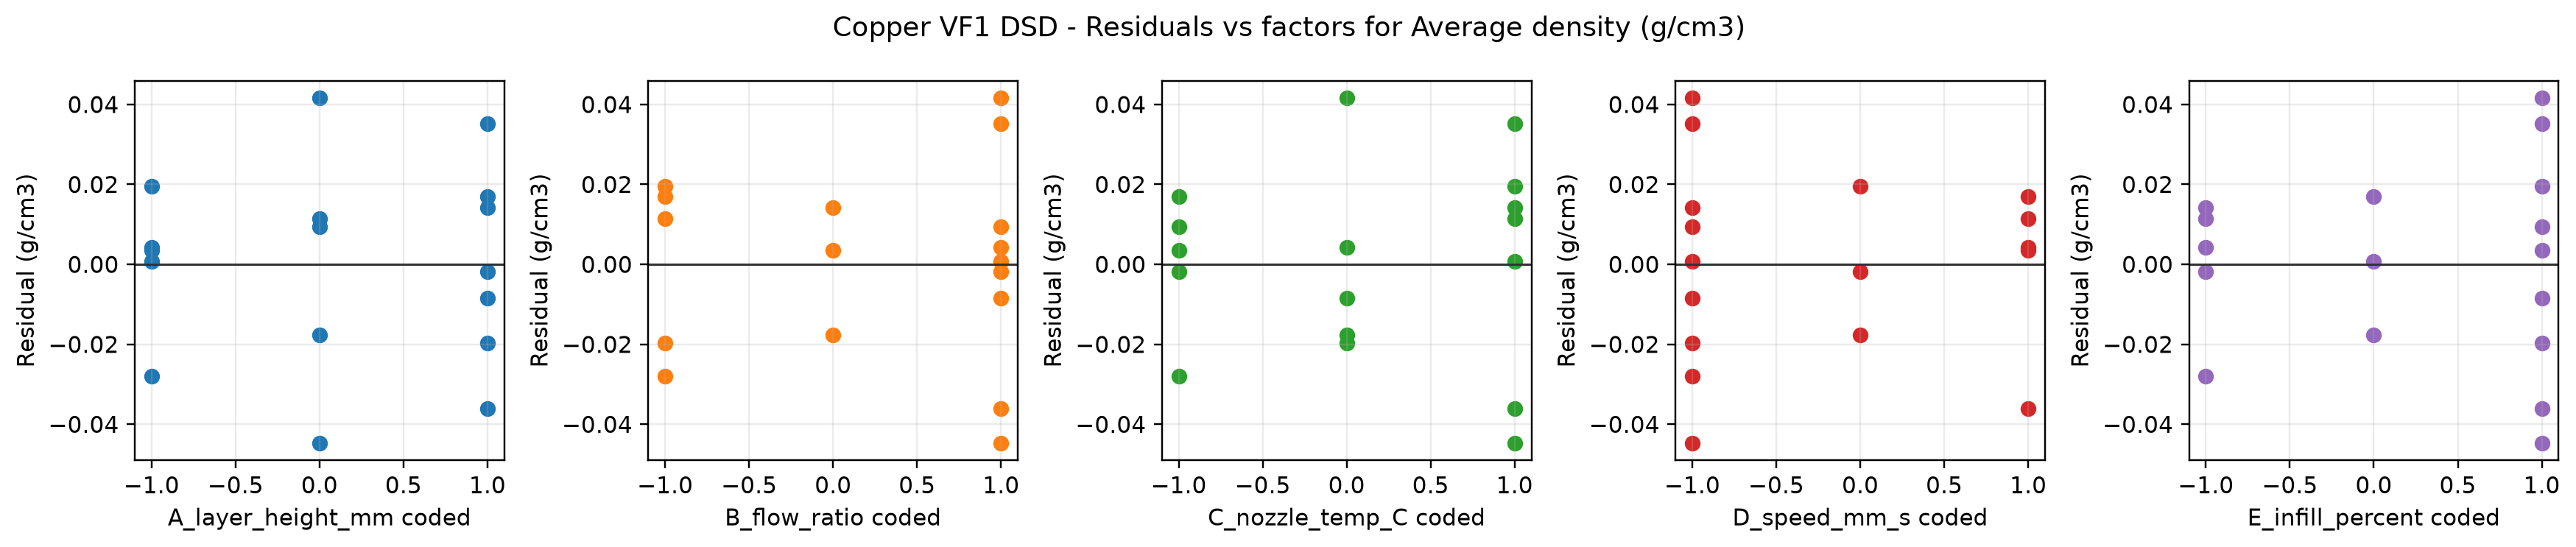 Copper VF1 DSD - Residuals vs factors for Average density (g/cm3)
Residual (g/cm3)
0.04
0.02
0.00
−0.02
−0.04
−1.0 −0.5 0.0 0.5 1.0
A_layer_height_mm coded
Residual (g/cm3)
0.04
0.02
0.00
−0.02
−0.04
−1.0 −0.5 0.0 0.5 1.0
B_flow_ratio coded
Residual (g/cm3)
0.04
0.02
0.00
−0.02
−0.04
−1.0 −0.5 0.0 0.5 1.0
C_nozzle_temp_C coded
Residual (g/cm3)
0.04
0.02
0.00
−0.02
−0.04
−1.0 −0.5 0.0 0.5 1.0
D_speed_mm_s coded
Residual (g/cm3)
0.04
0.02
0.00
−0.02
−0.04
−1.0 −0.5 0.0 0.5 1.0
E_infill_percent coded